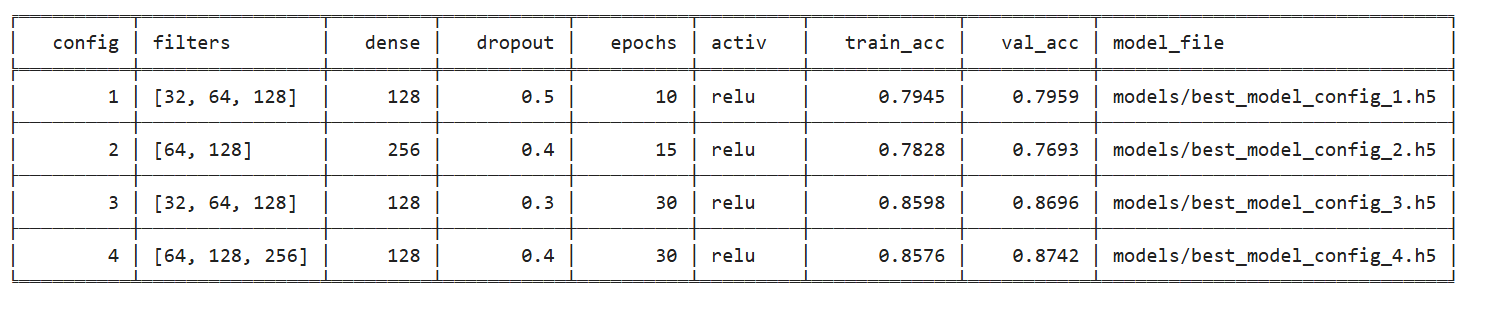 config filters dense dropout epochs activ train_acc val_acc model_file
1 [32, 64, 128] 128 0.5 10 relu 0.7945 0.7959 models/best_model_config_1.h5
2 [64, 128] 256 0.4 15 relu 0.7828 0.7693 models/best_model_config_2.h5
3 [32, 64, 128] 128 0.3 30 relu 0.8598 0.8696 models/best_model_config_3.h5
4 [64, 128, 256] 128 0.4 30 relu 0.8576 0.8742 models/best_model_config_4.h5